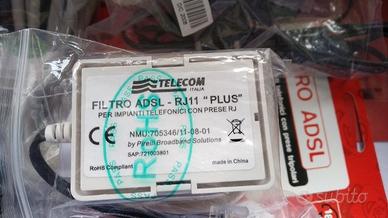 TELECOM
ITALIA
FILTRO ADSL - RJ11 "PLUS"
PER IMPIANTI TELEFONICI CON PRESE RJ
NMU:705346/11-08-01
by Pirelli Broadband Solutions
SAP:721003801
RoHS Compliant
made in China
CE
PASS
RO ADSL
subito